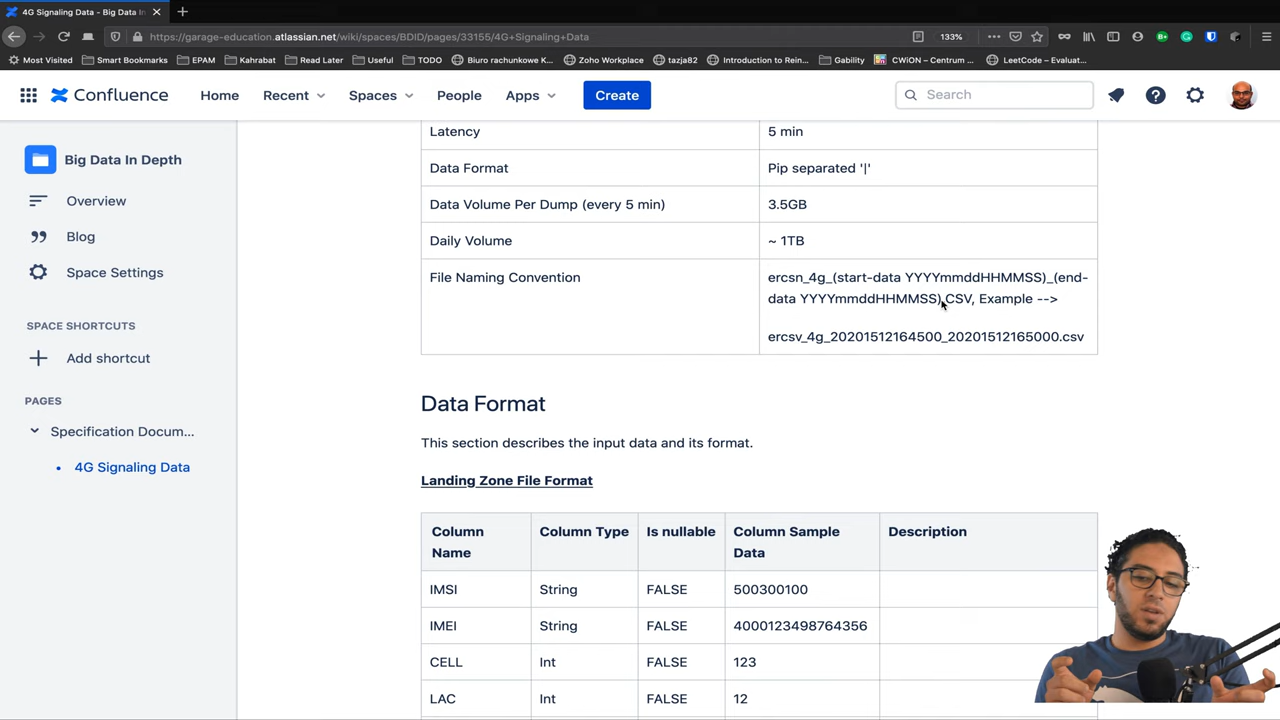 4G Signaling Data - Big Data In
https://garage-education.atlassian.net/wiki/spaces/BDID/pages/33155/4G+Signaling+Data
133%
Most Visited
Smart Bookmarks
EPAM
Kahrabat
Read Later
Useful
TODO
Biuro rachunkowe K...
Zoho Workplace
tazja82
Introduction to Rein...
Gability
CWiON – Centrum ...
LeetCode – Evaluat...
Confluence
Home
Recent
Spaces
People
Apps
Create
Search
Big Data In Depth
Overview
Blog
Space Settings
SPACE SHORTCUTS
Add shortcut
PAGES
Specification Docum...
4G Signaling Data
Latency 5 min
Data Format Pip separated '|'
Data Volume Per Dump (every 5 min) 3.5GB
Daily Volume ~ 1TB
File Naming Convention ercsn_4g_(start-data YYYYmmddHHMMSS)_(end-
data YYYYmmddHHMMSS).CSV, Example -->
ercsv_4g_20201512164500_20201512165000.csv
Data Format
This section describes the input data and its format.
Landing Zone File Format
Column Name Column Type Is nullable Column Sample Data Description
IMSI String FALSE 500300100
IMEI String FALSE 4000123498764356
CELL Int FALSE 123
LAC Int FALSE 12